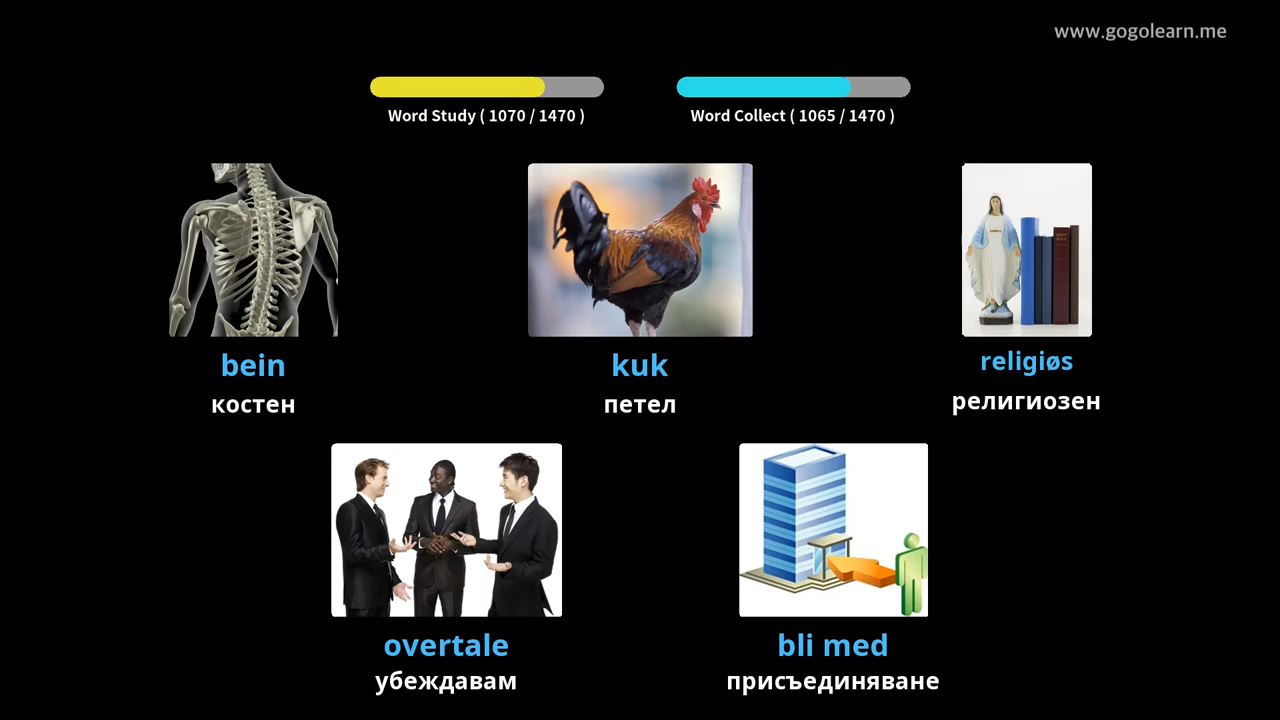 www.gogolearn.me
Word Study ( 1070 / 1470 )
Word Collect ( 1065 / 1470 )
bein
костен
kuk
петел
religiøs
религиозен
overtale
убеждавам
bli med
присъединяване